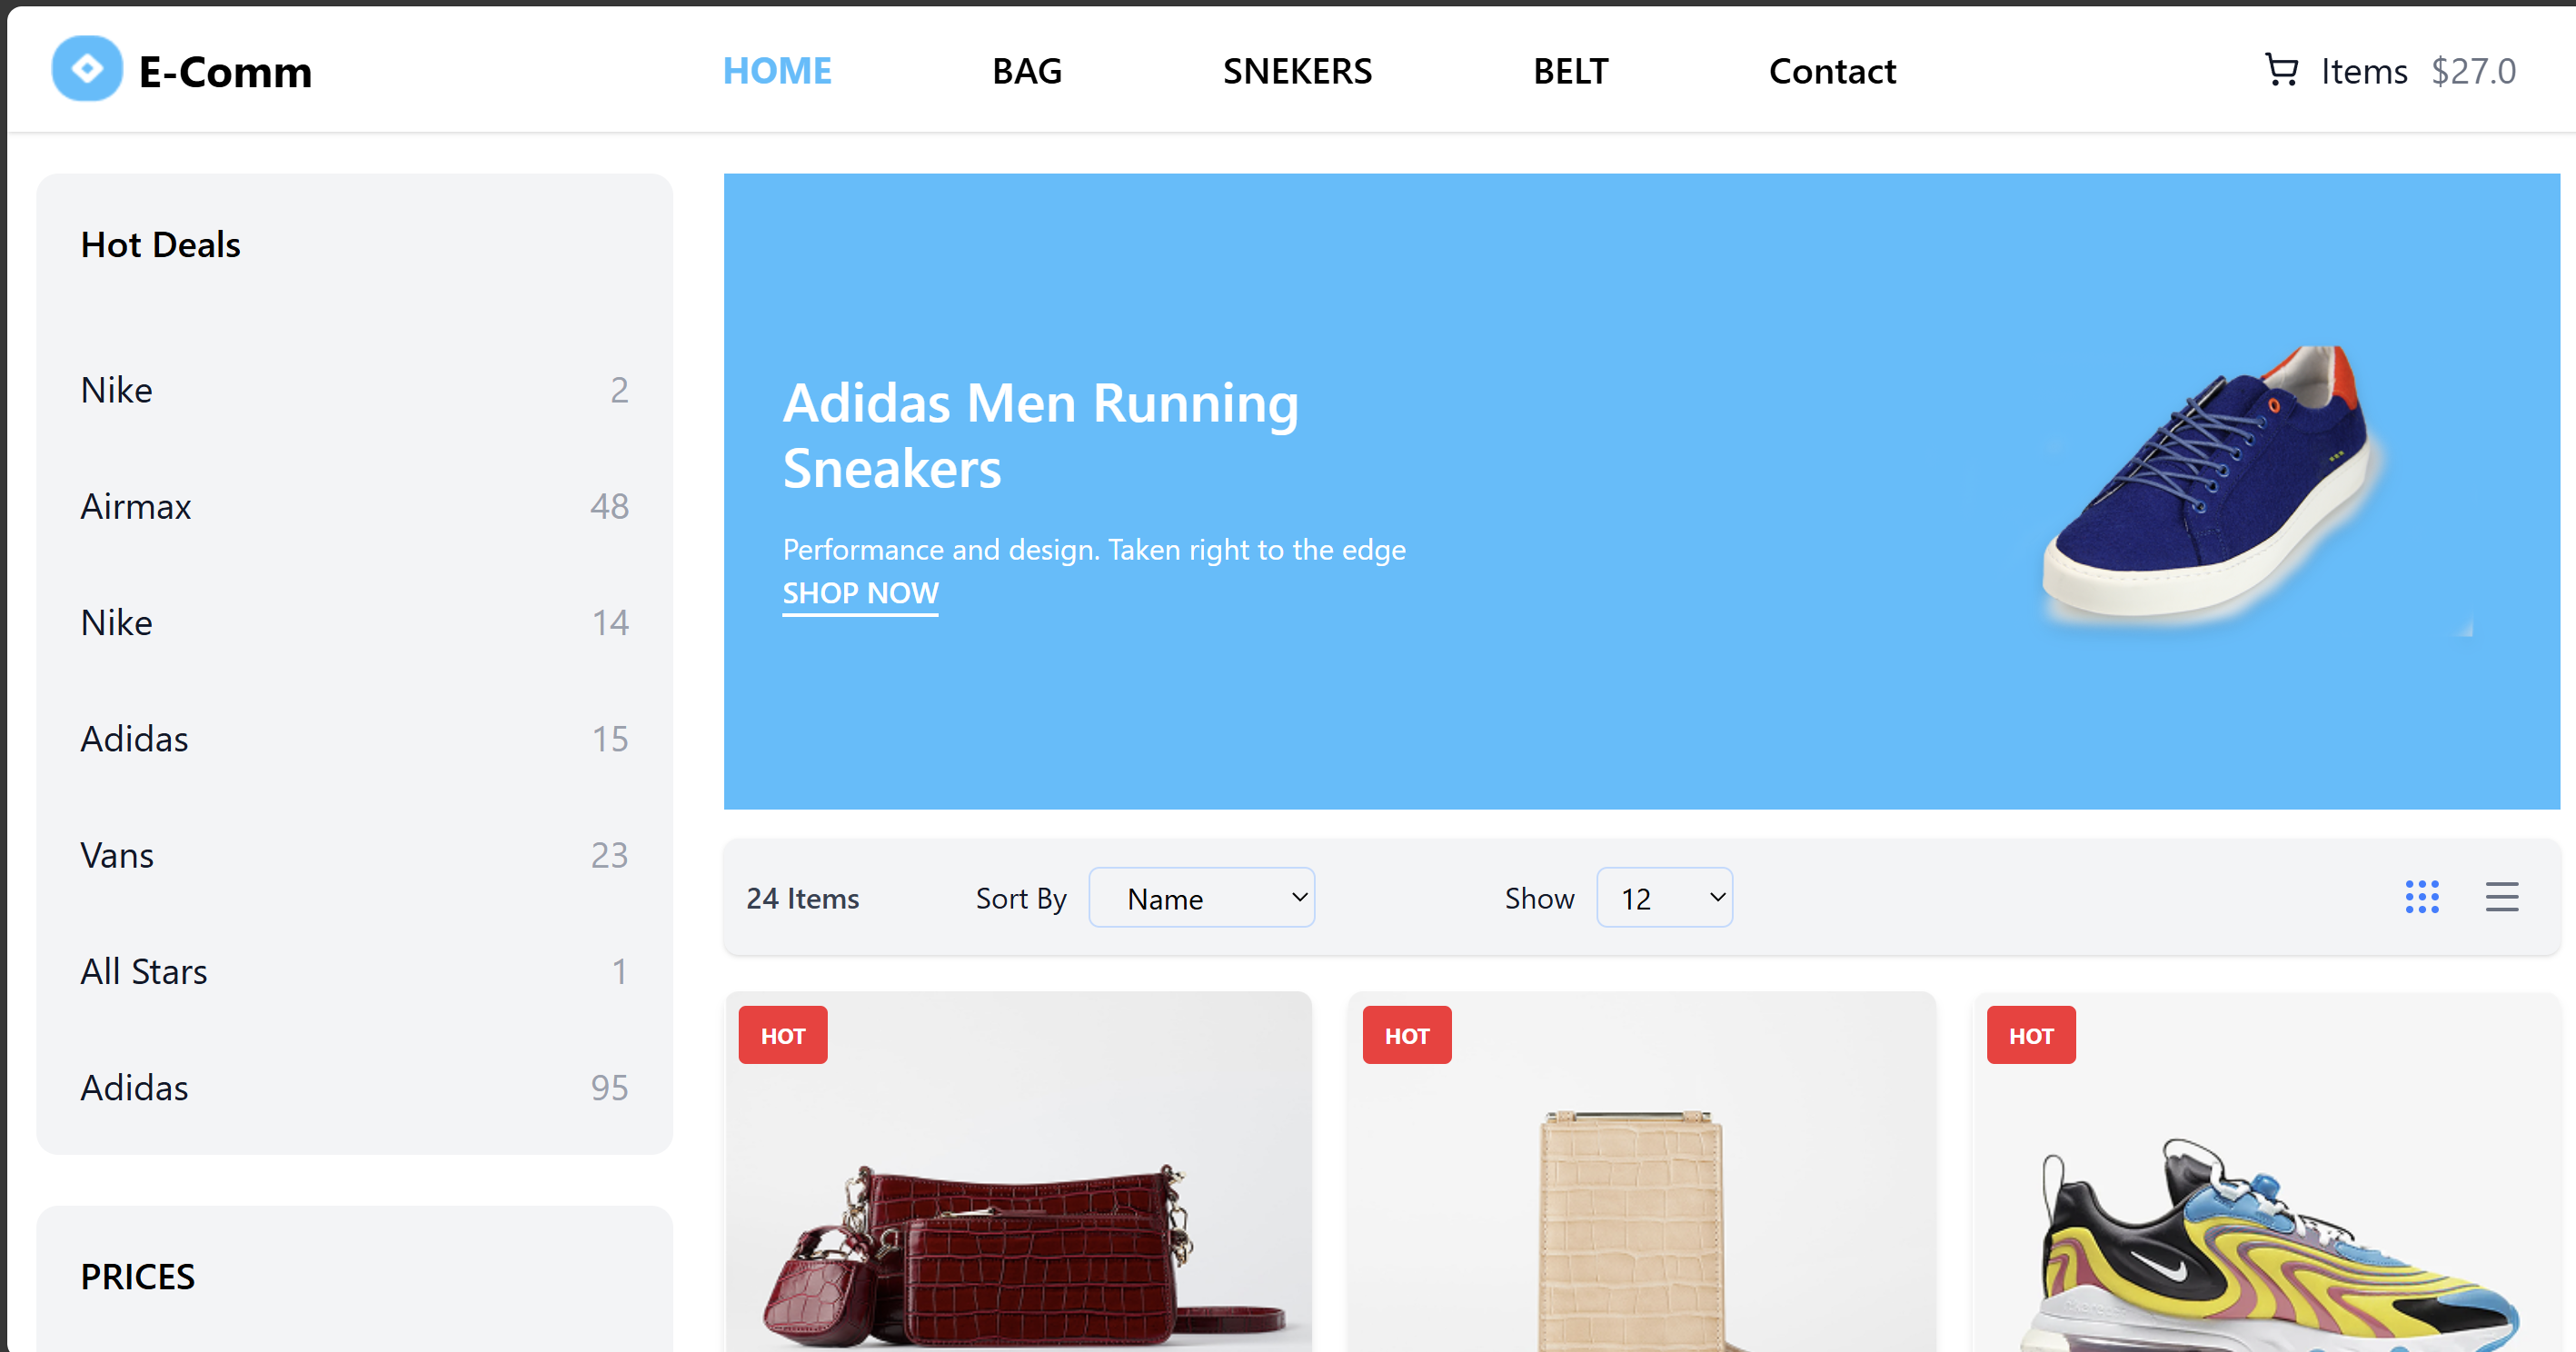 E-Comm
HOME BAG SNEKERS BELT Contact
Items $27.0
Hot Deals
Nike 2
Airmax 48
Nike 14
Adidas 15
Vans 23
All Stars 1
Adidas 95
PRICES
Adidas Men Running
Sneakers
Performance and design. Taken right to the edge
SHOP NOW
24 Items Sort By Name Show 12
HOT
HOT
HOT